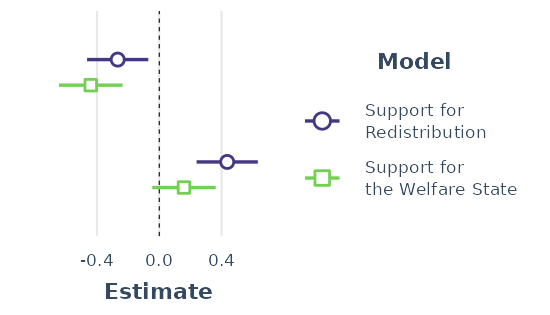 Model
Support for
Redistribution
Support for
the Welfare State
-0.4 0.0 0.4
Estimate